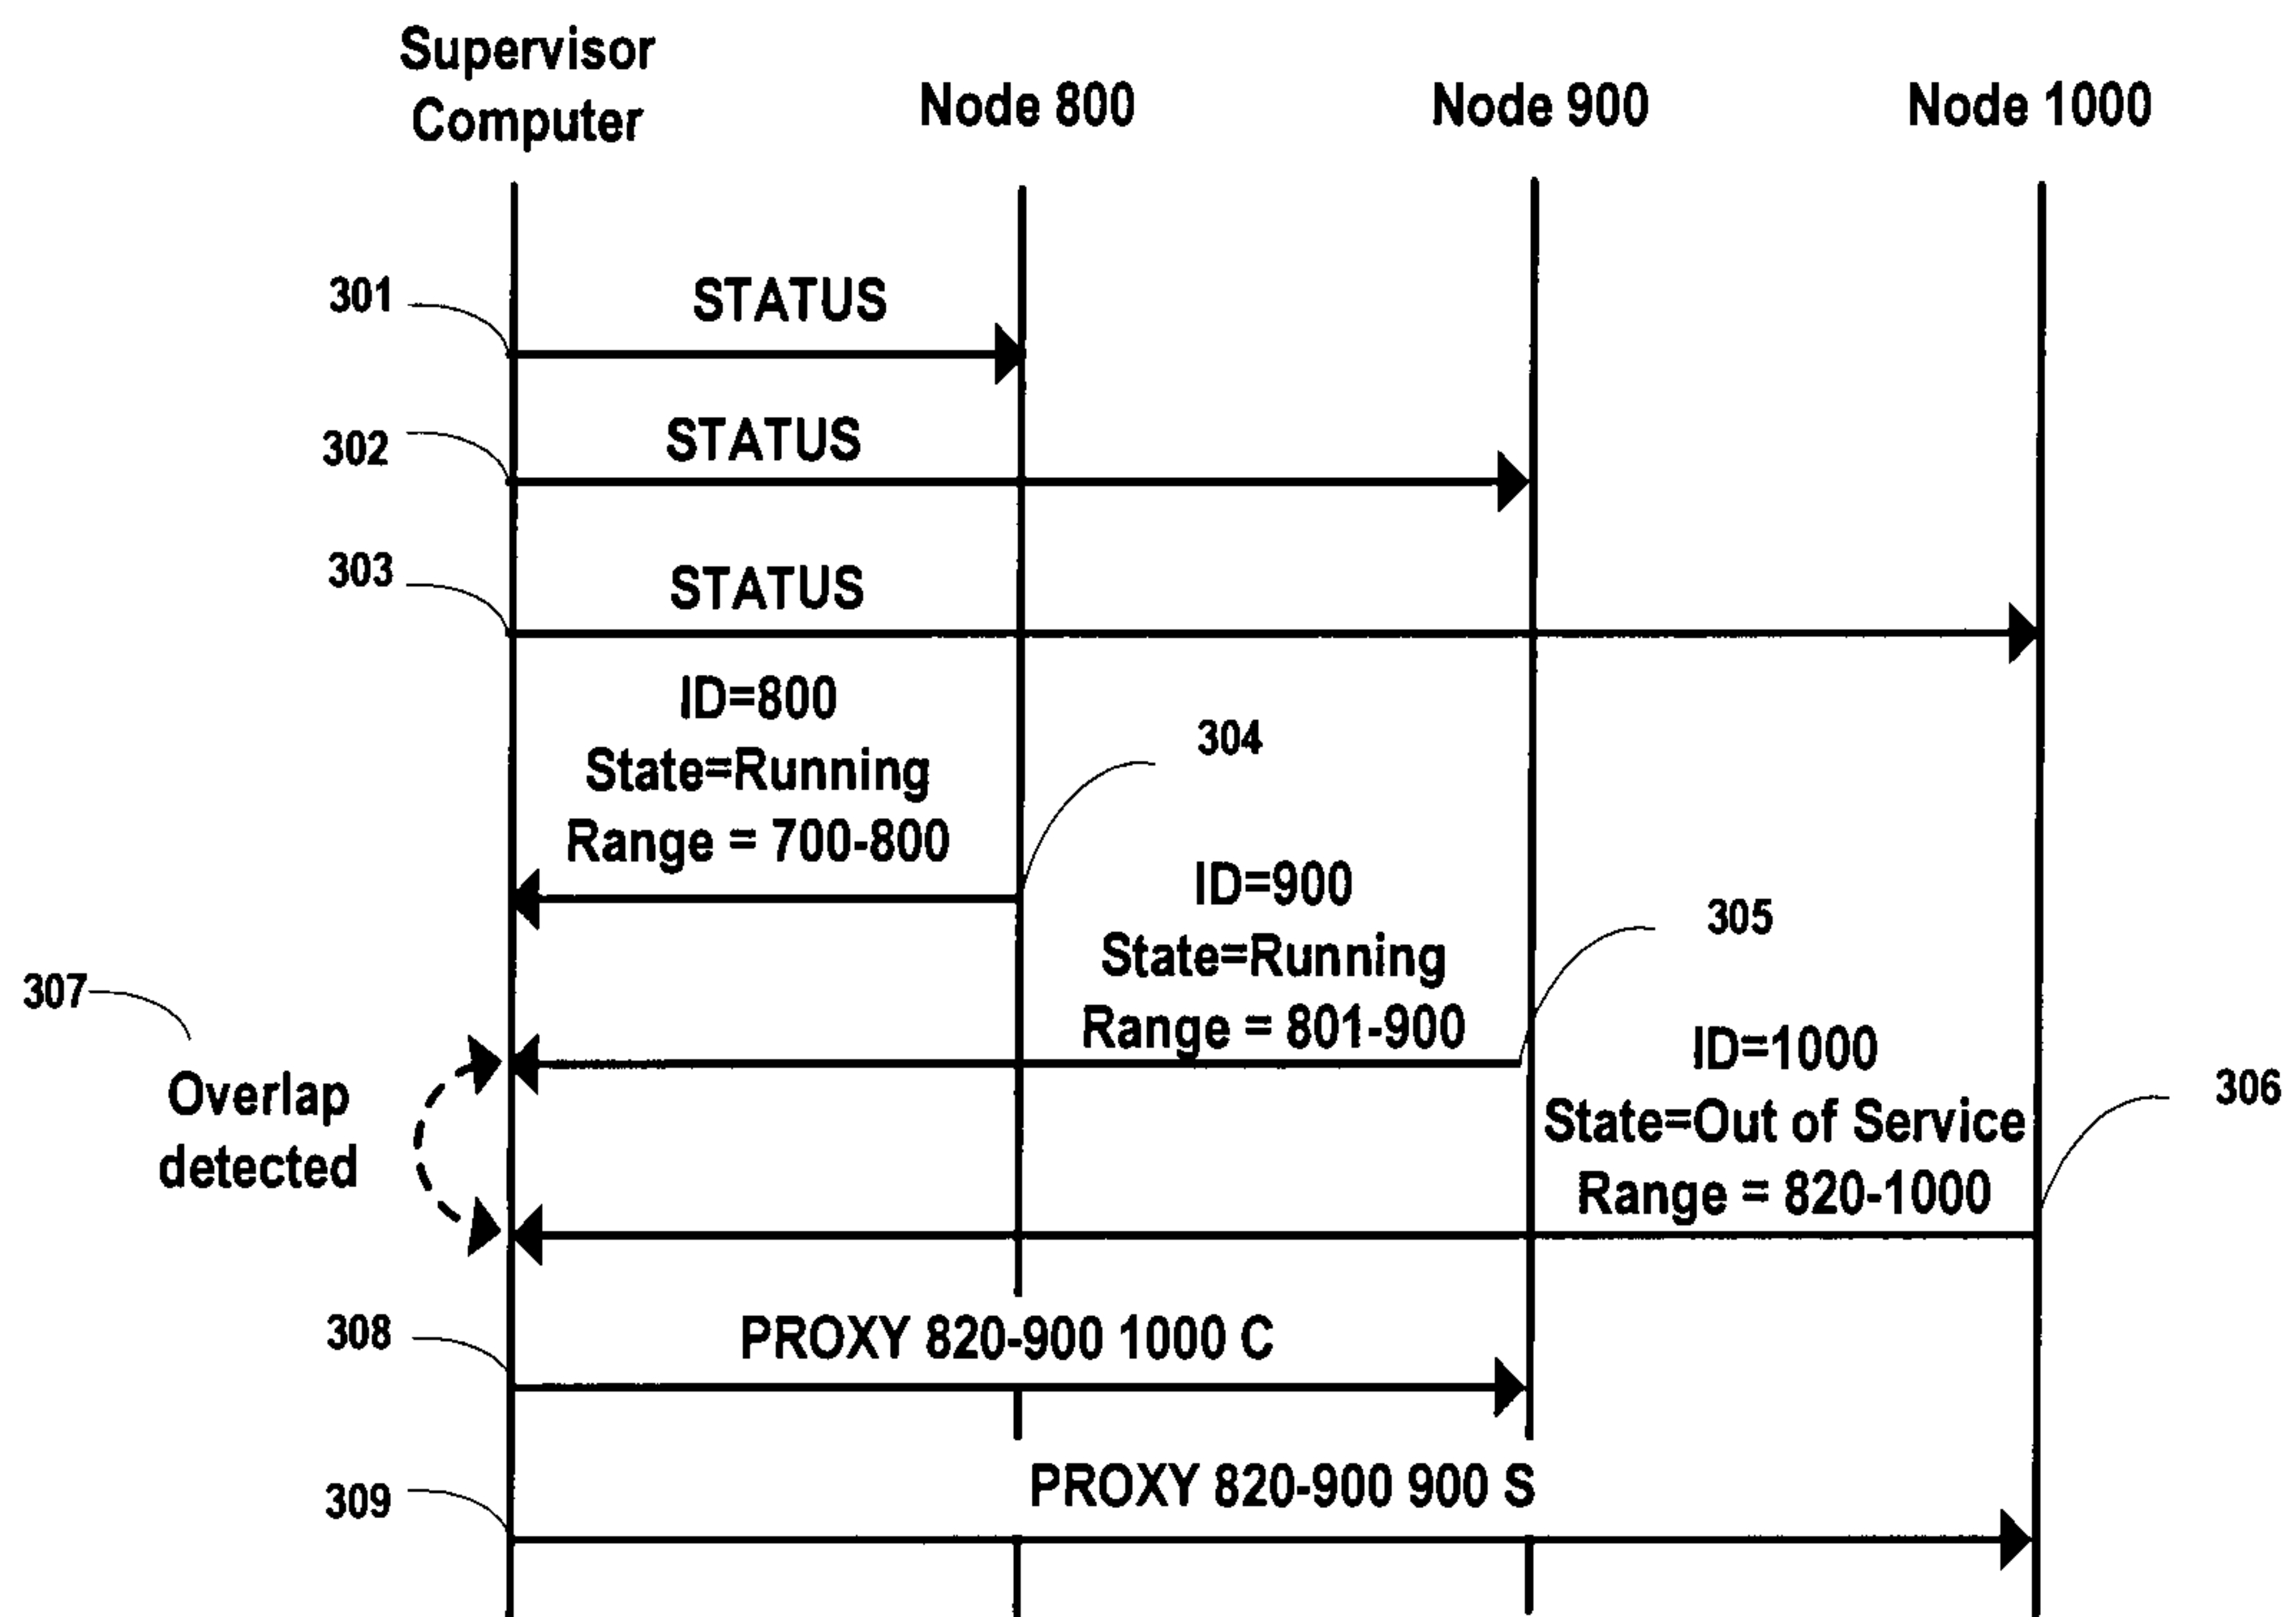 Supervisor
Computer
Node 800
Node 900
Node 1000
301
STATUS
302
STATUS
303
STATUS
ID=800
State=Running
Range = 700-800
304
ID=900
State=Running
Range = 801-900
305
307
Overlap
detected
ID=1000
State=Out of Service
Range = 820-1000
306
308
PROXY 820-900 1000 C
309
PROXY 820-900 900 S